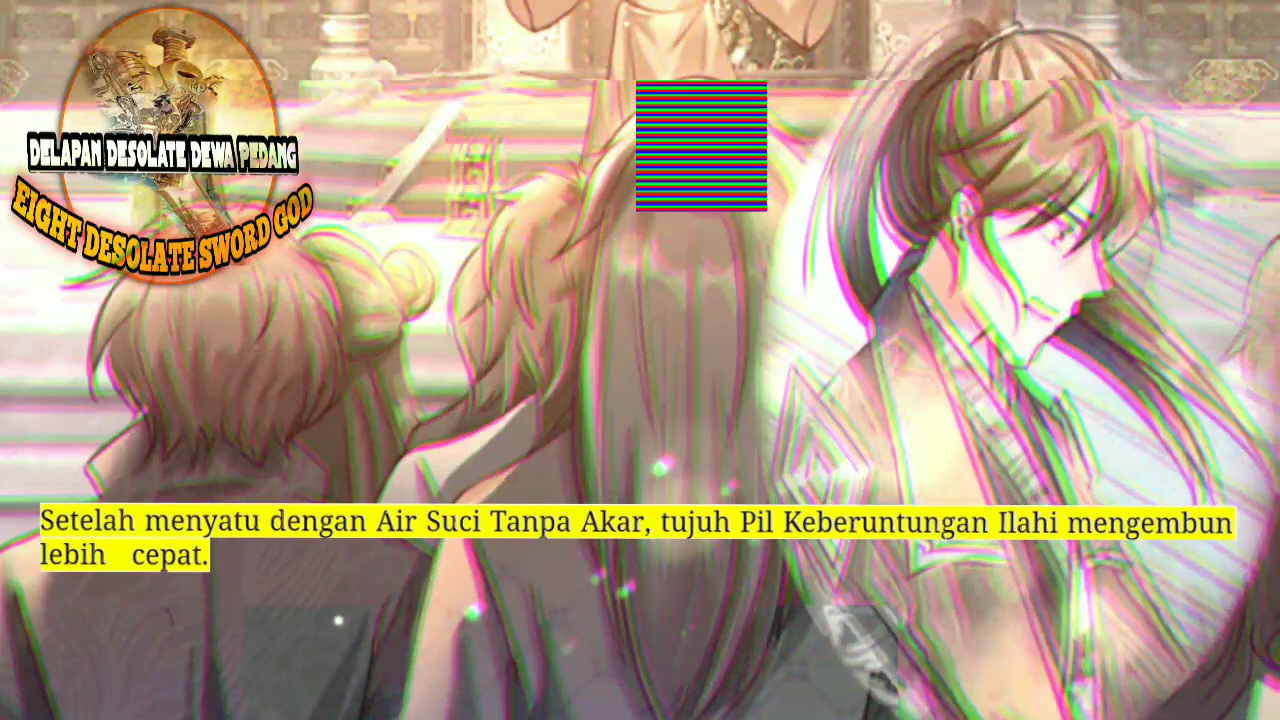 DELAPAN DESOLATE DEWA PEDANG
EIGHT DESOLATE SWORD GOD
Setelah menyatu dengan Air Suci Tanpa Akar, tujuh Pil Keberuntungan Ilahi mengembun
lebih cepat.